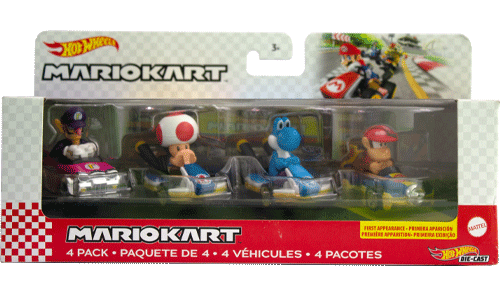 Hot Wheels
3+
MARIOKART
FIRST APPEARANCE • PRIMERA APARICIÓN
PREMIÈRE APPARITION • PRIMEIRA EXIBIÇÃO
MARIOKART
4 PACK • PAQUETE DE 4 • 4 VÉHICULES • 4 PACOTES
Hot Wheels
DIE-CAST